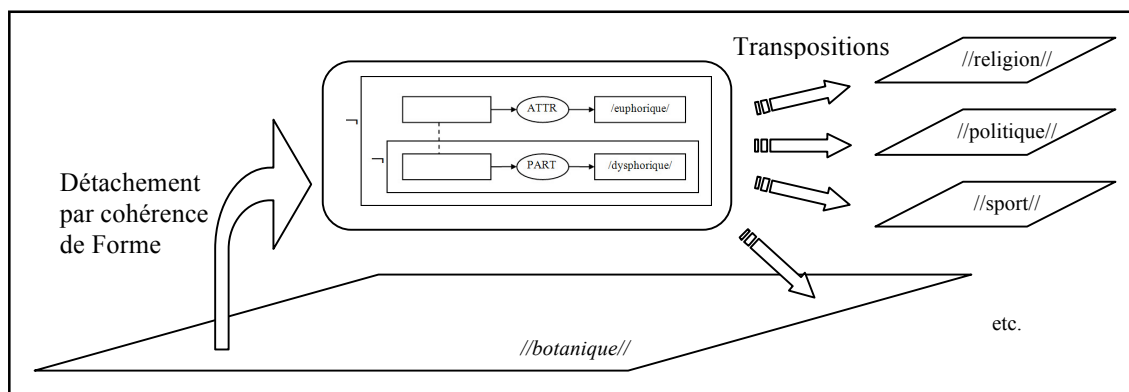 Transpositions
//religion//
//politique//
//sport//
etc.
¬
ATTR
/euphorique/
¬
PART
/dysphorique/
Détachement
par cohérence
de Forme
//botanique//